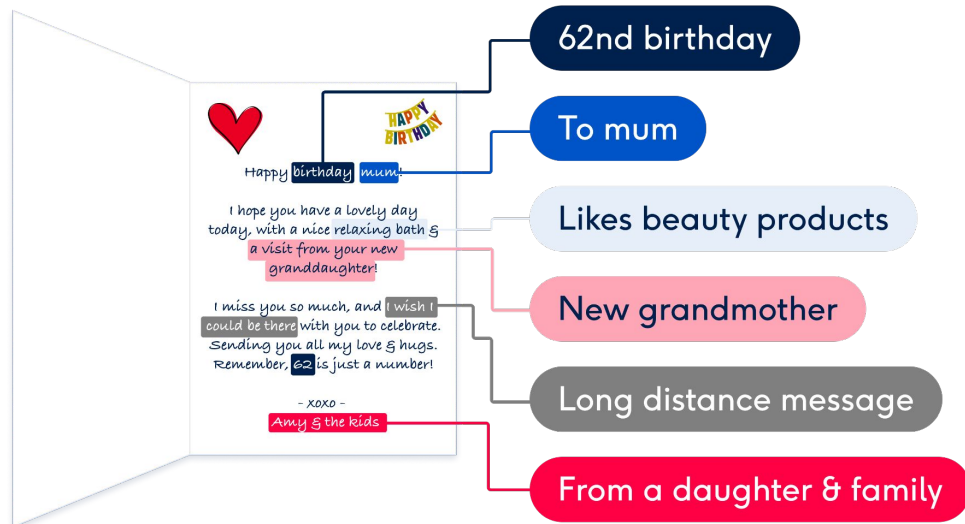 HAPPY
BIRTHDAY
Happy birthday mum!
I hope you have a lovely day
today, with a nice relaxing bath &
a visit from your new
granddaughter!
I miss you so much, and I wish I
could be there with you to celebrate.
Sending you all my love & hugs.
Remember, 62 is just a number!
- xoxo -
Amy & the kids
62nd birthday
To mum
Likes beauty products
New grandmother
Long distance message
From a daughter & family